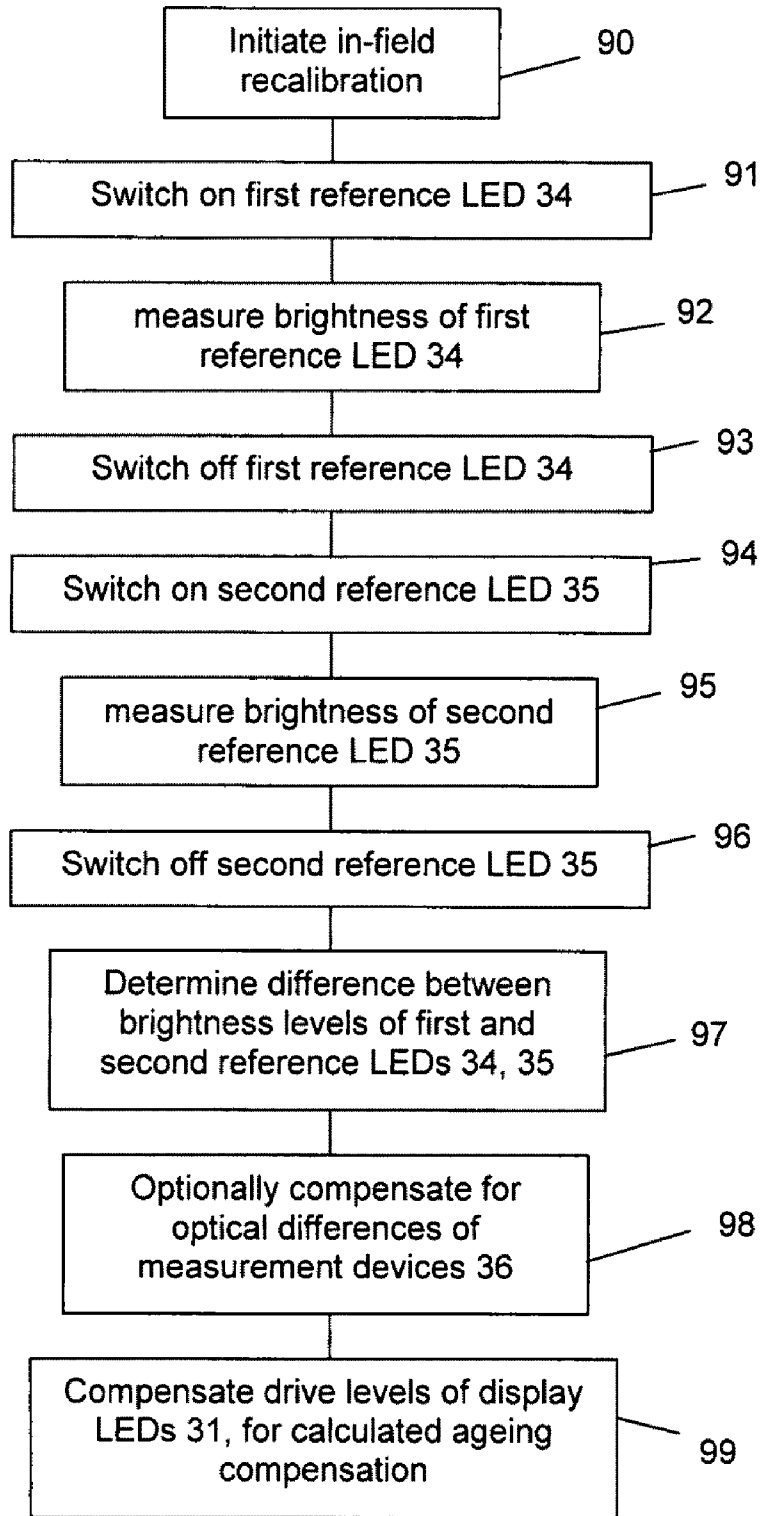 Initiate in-field
recalibration
90
Switch on first reference LED 34
91
measure brightness of first
reference LED 34
92
Switch off first reference LED 34
93
Switch on second reference LED 35
94
measure brightness of second
reference LED 35
95
Switch off second reference LED 35
96
Determine difference between
brightness levels of first and
second reference LEDs 34, 35
97
Optionally compensate for
optical differences of
measurement devices 36
98
Compensate drive levels of display
LEDs 31, for calculated ageing
compensation
99